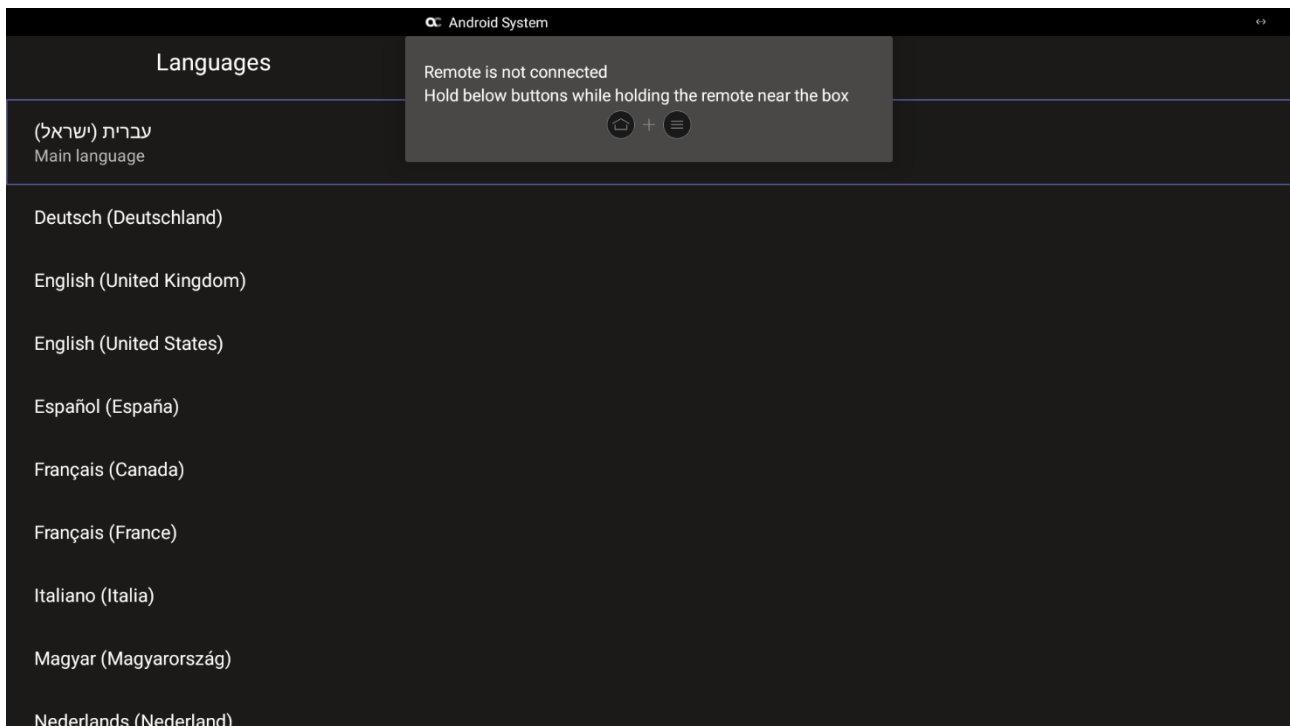 Android System
Languages
Remote is not connected
Hold below buttons while holding the remote near the box
עברית (ישראל)
Main language
Deutsch (Deutschland)
English (United Kingdom)
English (United States)
Español (España)
Français (Canada)
Français (France)
Italiano (Italia)
Magyar (Magyarország)
Nederlands (Nederland)